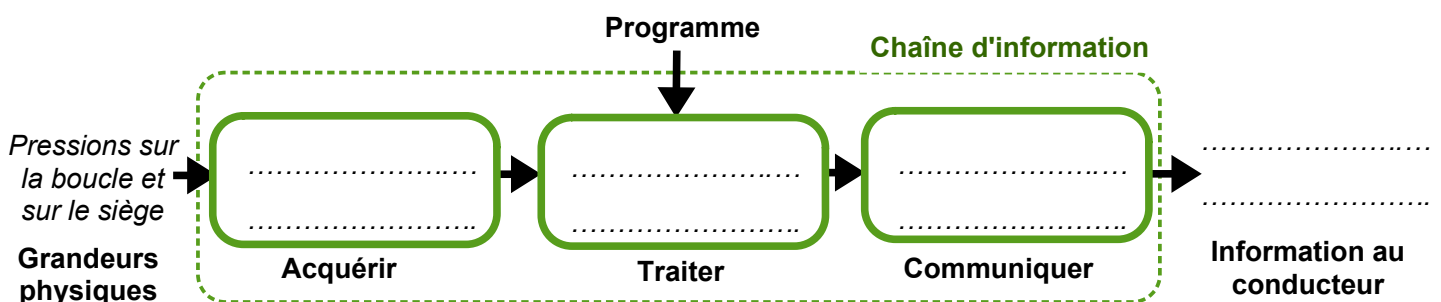 Programme
Chaîne d'information
Pressions sur
la boucle et
sur le siège
Grandeurs
physiques
……………………………
……………………………
Acquérir
……………………………
……………………………
Traiter
……………………………
……………………………
Communiquer
……………………………
……………………………
Information au
conducteur